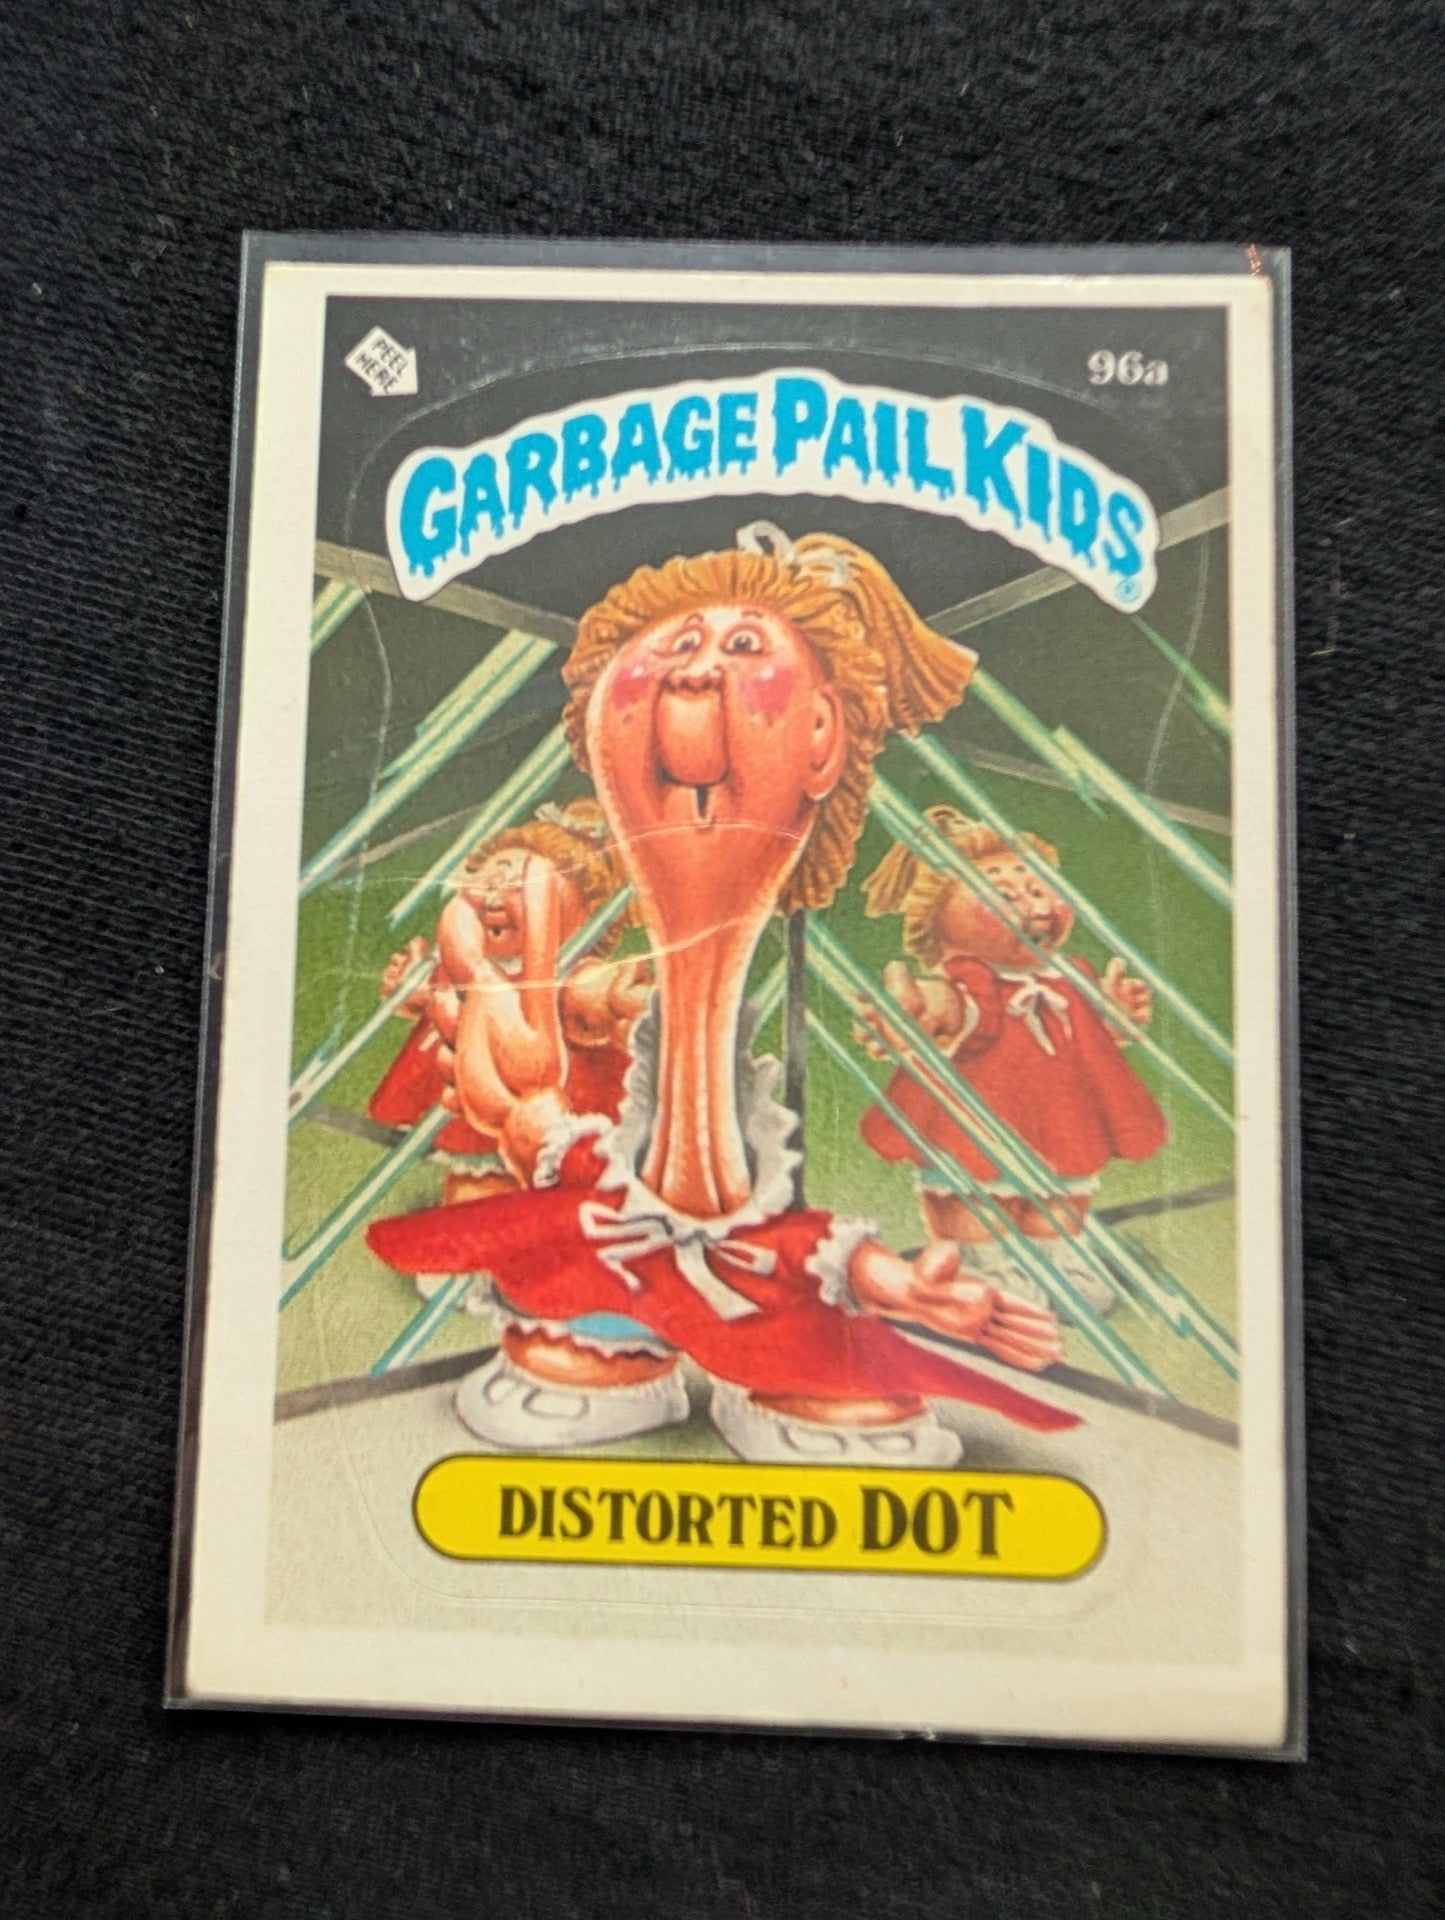 PEEL
HERE
96a
GARBAGE PAIL KIDS
DISTORTED DOT